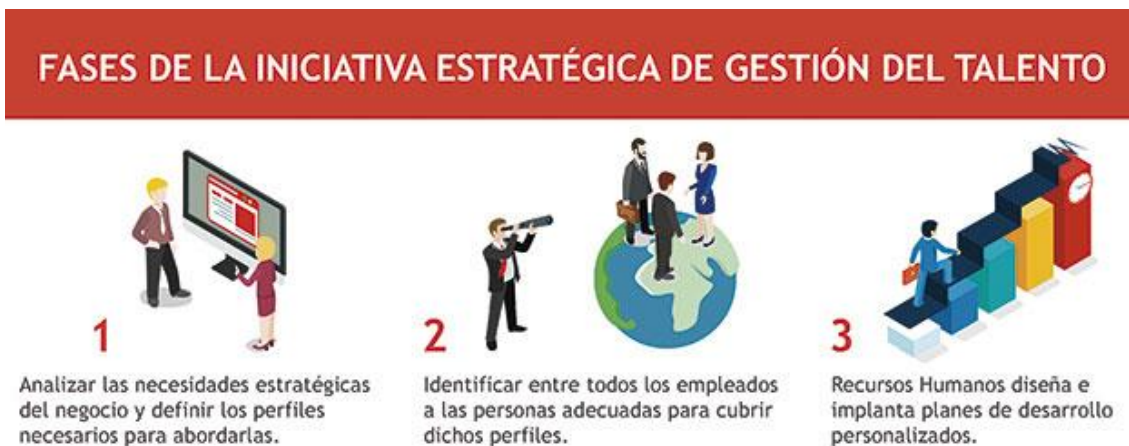 FASES DE LA INICIATIVA ESTRATÉGICA DE GESTIÓN DEL TALENTO
1
Analizar las necesidades estratégicas
del negocio y definir los perfiles
necesarios para abordarlas.
2
Identificar entre todos los empleados
a las personas adecuadas para cubrir
dichos perfiles.
3
Recursos Humanos diseña e
implanta planes de desarrollo
personalizados.